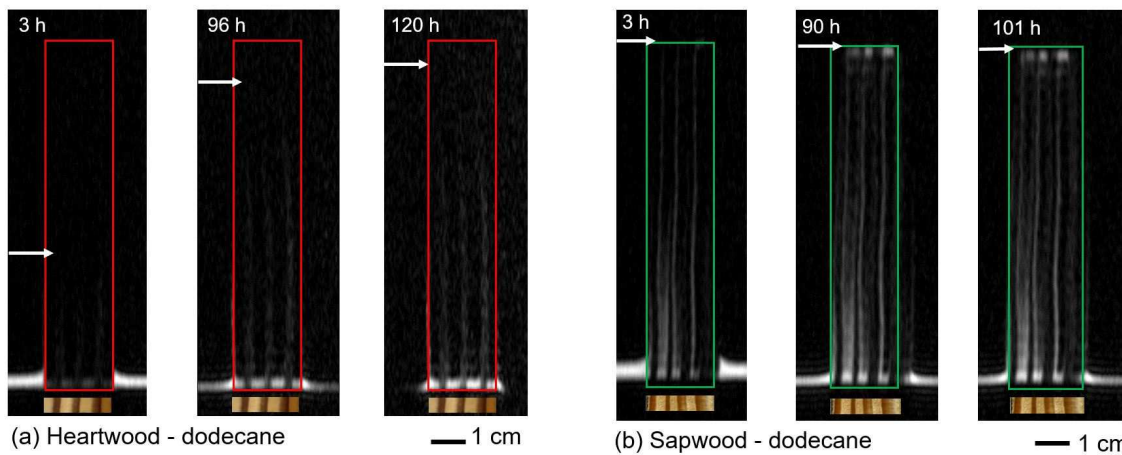 3 h
96 h
120 h
3 h
90 h
101 h
(a) Heartwood - dodecane
1 cm
(b) Sapwood - dodecane
1 cm